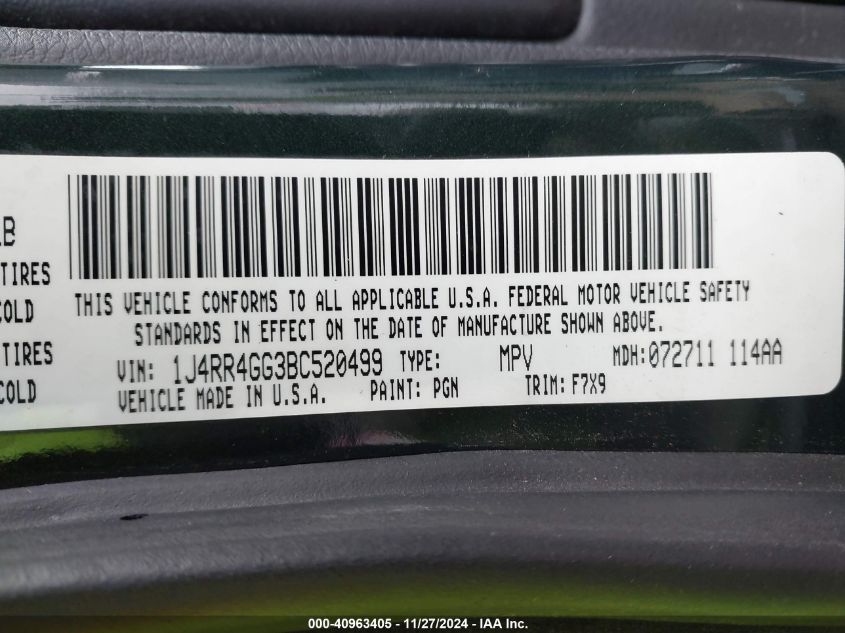 B
TIRES
COLD
TIRES
COLD
THIS VEHICLE CONFORMS TO ALL APPLICABLE U.S.A. FEDERAL MOTOR VEHICLE SAFETY
STANDARDS IN EFFECT ON THE DATE OF MANUFACTURE SHOWN ABOVE.
VIN: 1J4RR4GG3BC520499 TYPE: MPV MDH:072711 114AA
VEHICLE MADE IN U.S.A. PAINT: PGN TRIM: F7X9
000-40963405 - 11/27/2024 - IAA Inc.